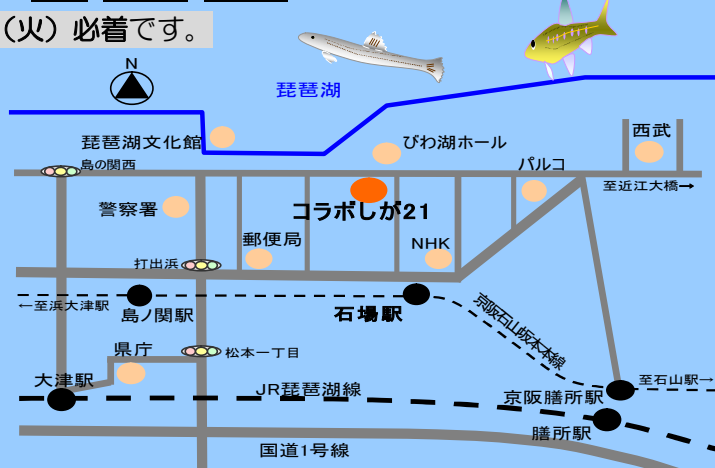 （火）必着です。
N
琵琶湖
琵琶湖文化館
びわ湖ホール
西武
島の関西
パルコ
至近江大橋→
警察署
コラボしが21
郵便局
NHK
打出浜
←至浜大津駅
島ノ関駅
石場駅
京阪石山坂本本線
県庁
松本一丁目
大津駅
JR琵琶湖線
京阪膳所駅
至石山駅→
膳所駅
国道1号線